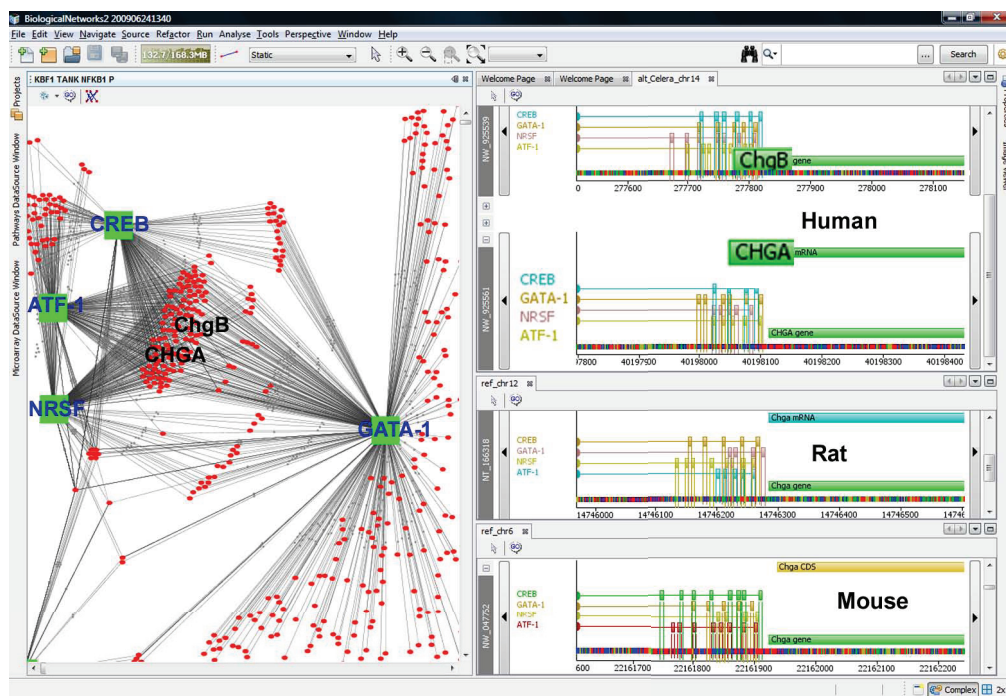 BiologicalNetworks2 200906241340
File Edit View Navigate Source Refactor Run Analyse Tools Perspective Window Help
132.7/168.3MB Static ... Search
Projects
Pathways DataSource Window
Microarray DataSource Window
KBF1 TANK NFKB1 P
CREB
ATF-1
ChgB
CHGA
NRSF
GATA-1
Welcome Page Welcome Page alt_Celera_chr14
NW_925539
CREB
GATA-1
NRSF
ATF-1
ChgB gene
0 277600 277700 277800 277900 278000 278100
Human
CHGA mRNA
NW_925561
CREB
GATA-1
NRSF
ATF-1
CHGA gene
7800 40197900 40198000 40198100 40198200 40198300 40198400
ref_chr12
Chga mRNA
NT_166318
CREB
GATA-1
NRSF
ATF-1
Rat
Chga gene
14746000 14746100 14746200 14746300 14746400 14746500 1474
ref_chr6
Chga CDS
NW_047752
CREB
GATA-1
NRSF
ATF-1
Mouse
Chga gene
600 22161700 22161800 22161900 22162000 22162100 22162200
Complex 2x